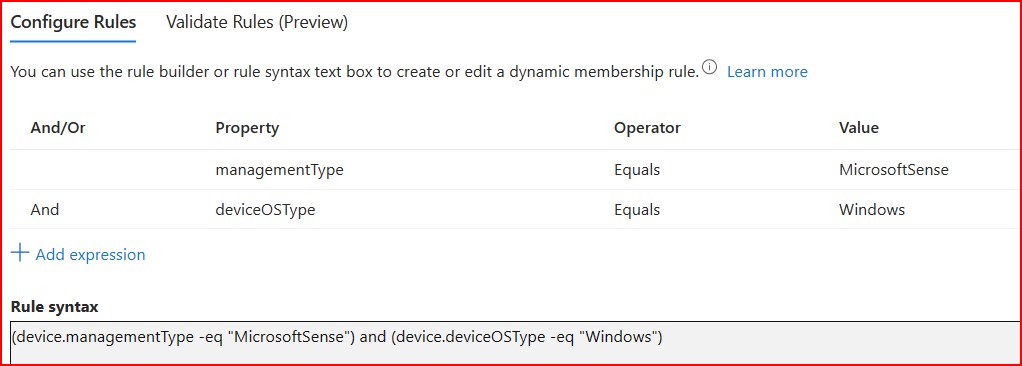 Configure Rules Validate Rules (Preview)
You can use the rule builder or rule syntax text box to create or edit a dynamic membership rule. Learn more
And/Or Property Operator Value
managementType Equals MicrosoftSense
And deviceOSType Equals Windows
+ Add expression
Rule syntax
(device.managementType -eq "MicrosoftSense") and (device.deviceOSType -eq "Windows")